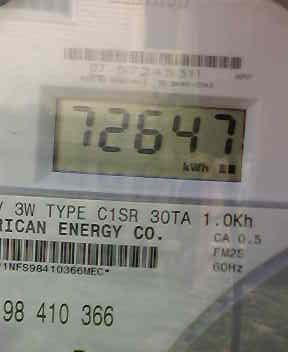 72647
kWh
V 3W TYPE C1SR 30TA 1.0Kh
RICAN ENERGY CO.
CA 0.5
FM2S
60Hz
1NFS98410366MEC*
98 410 366